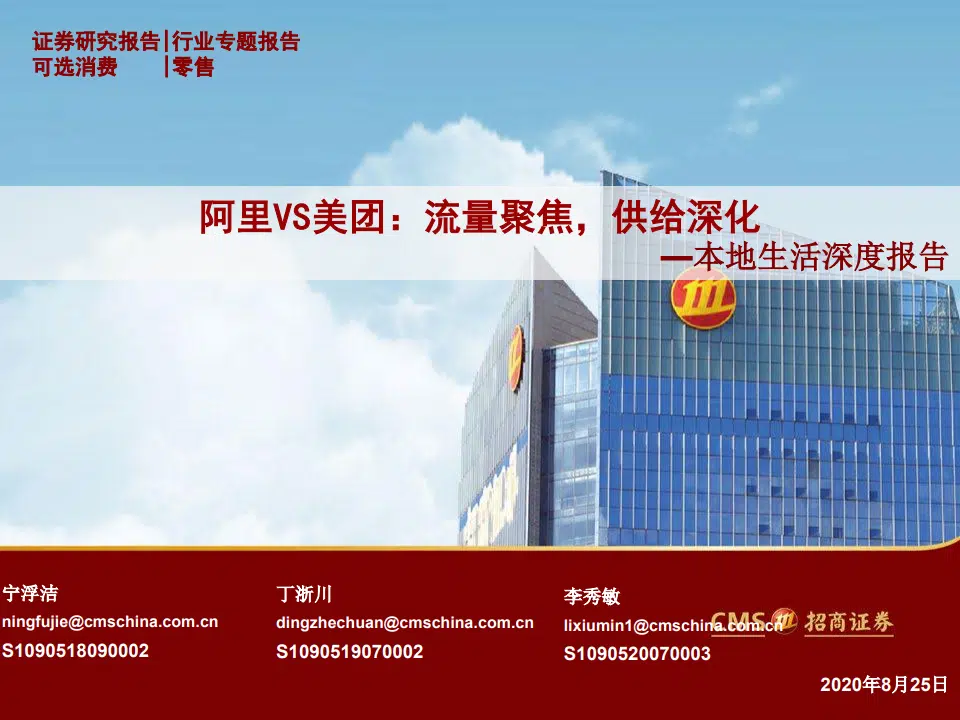 证券研究报告|行业专题报告
可选消费 |零售
阿里VS美团：流量聚焦，供给深化
—本地生活深度报告
宁浮洁
ningfujie@cmschina.com.cn
S1090518090002
丁浙川
dingzhechuan@cmschina.com.cn
S1090519070002
李秀敏
lixiumin1@cmschina.com.cn
S1090520070003
CMS 招商证券
2020年8月25日